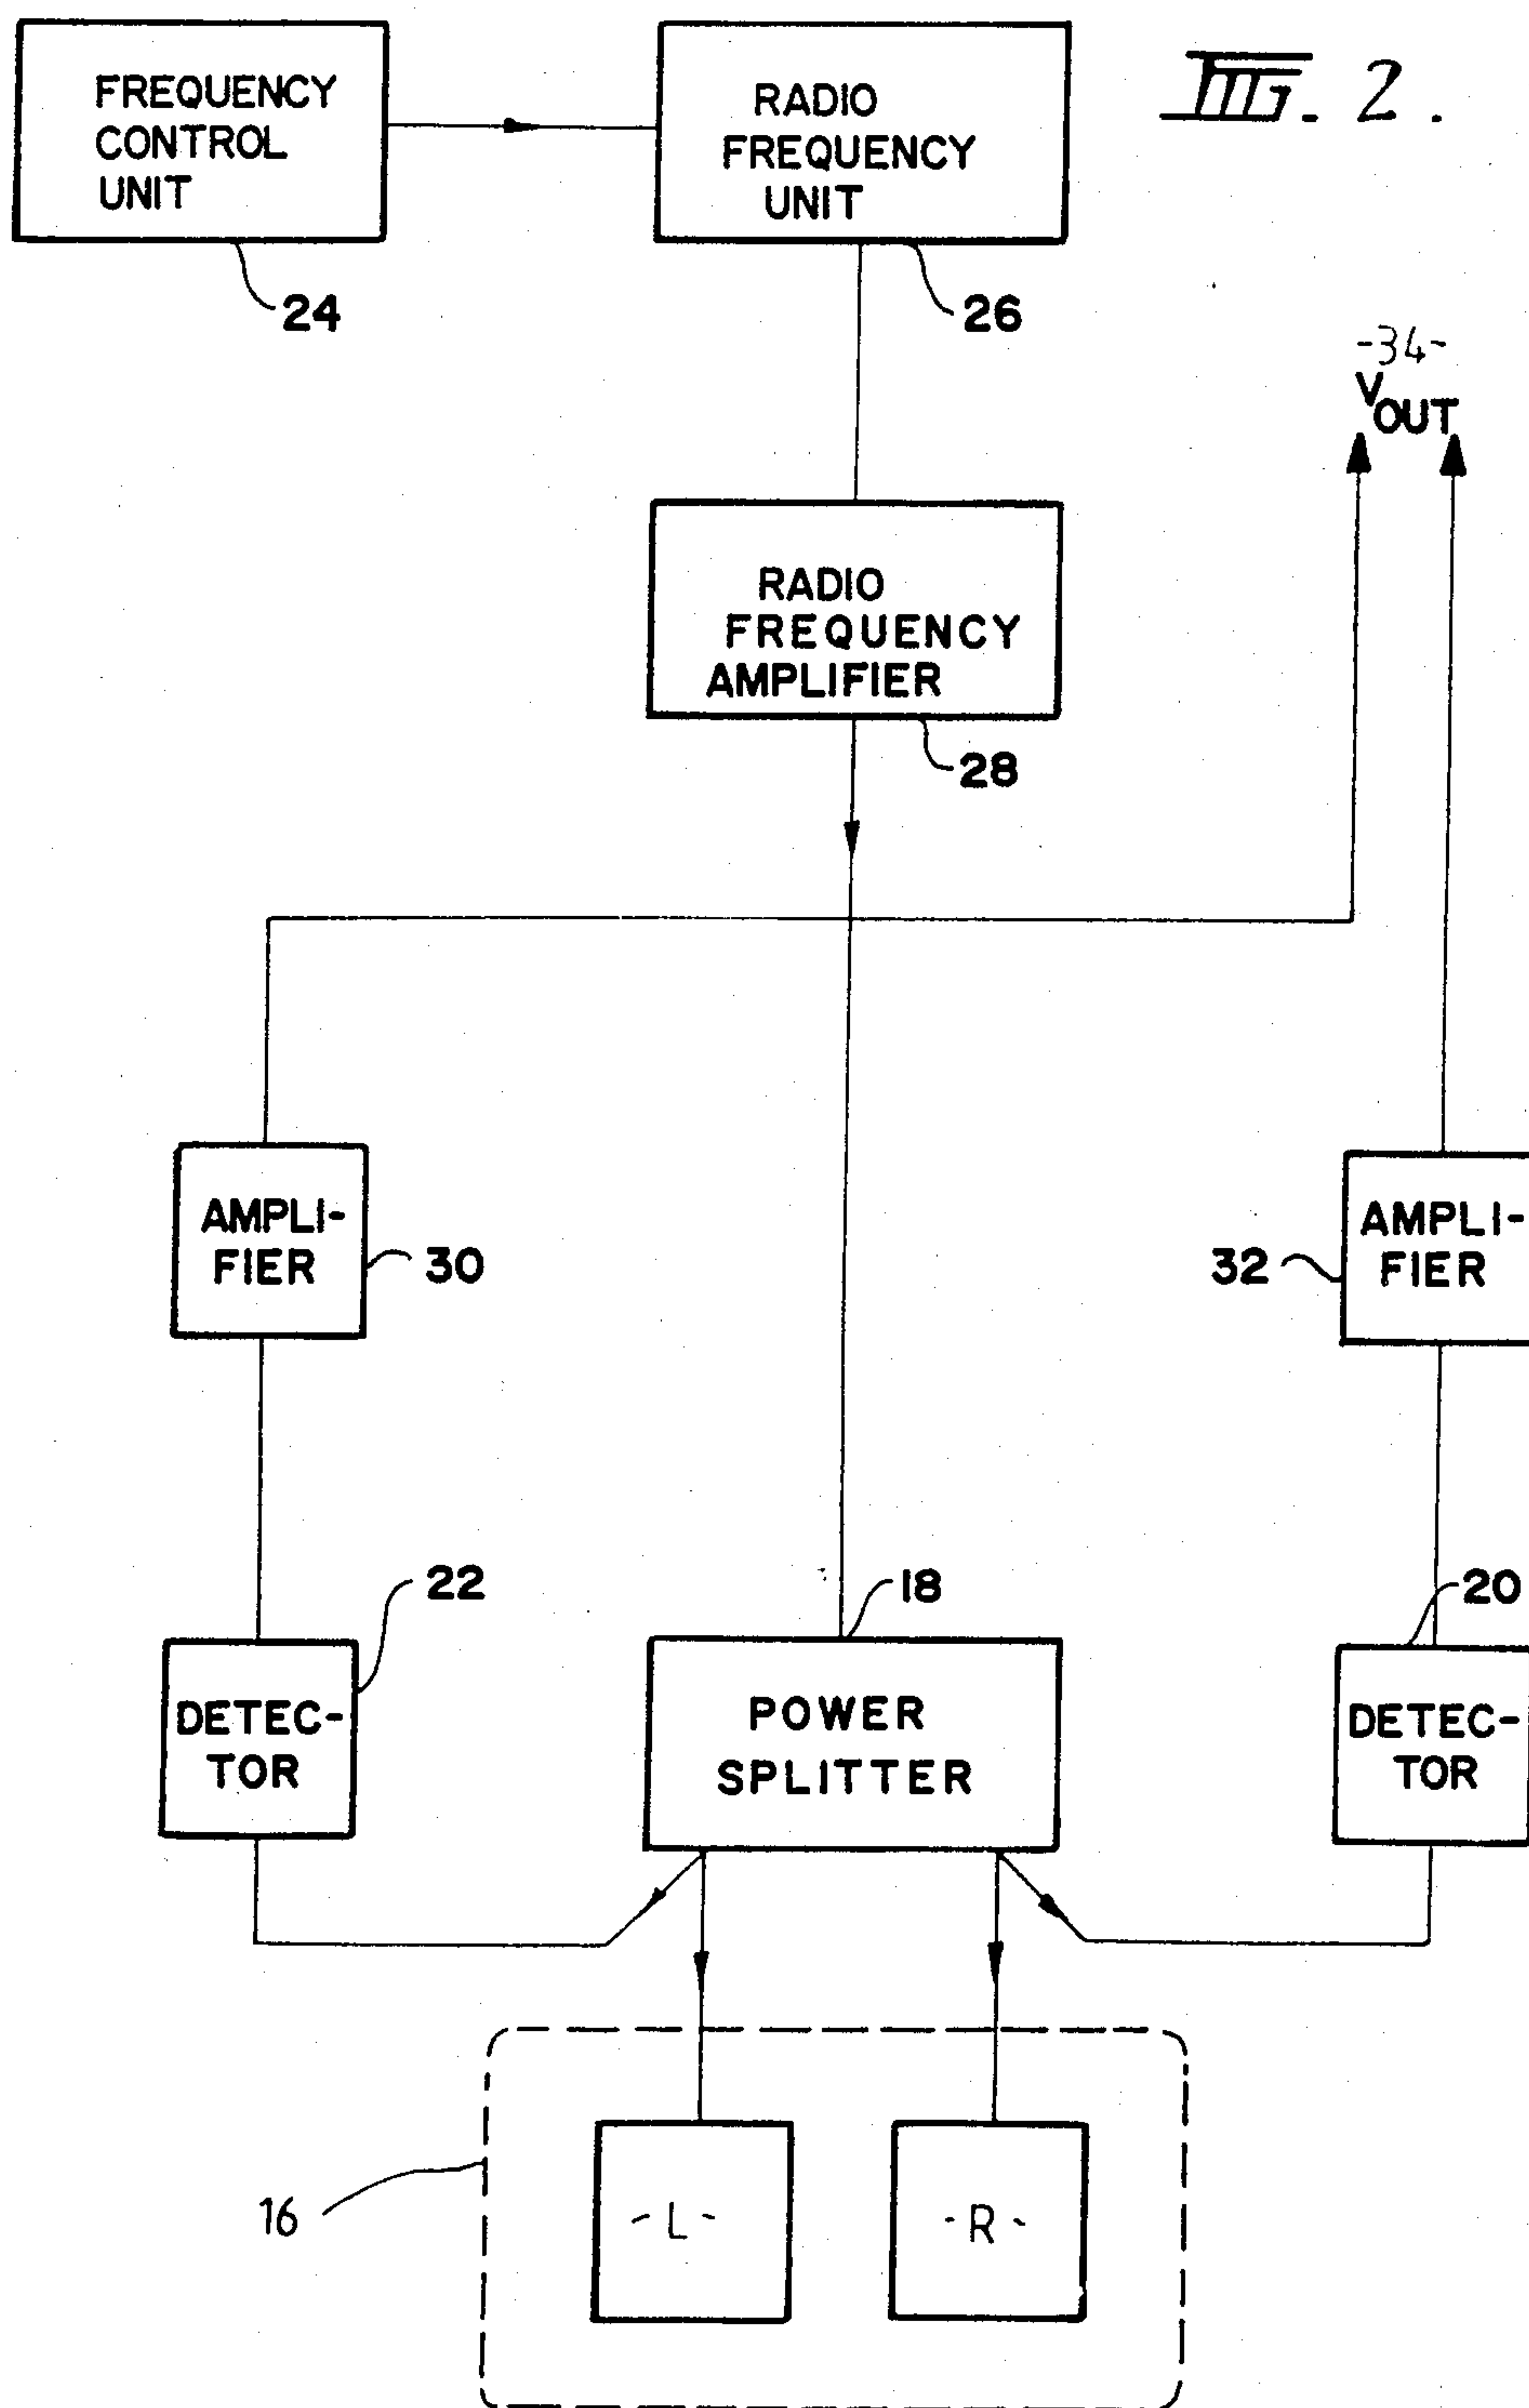 FIG. 2.
FREQUENCY
CONTROL
UNIT
24
RADIO
FREQUENCY
UNIT
26
-34-
VOUT
RADIO
FREQUENCY
AMPLIFIER
28
AMPLI-
FIER
30
32
AMPLI-
FIER
22
18
20
DETEC-
TOR
POWER
SPLITTER
DETEC-
TOR
16
-L-
-R-